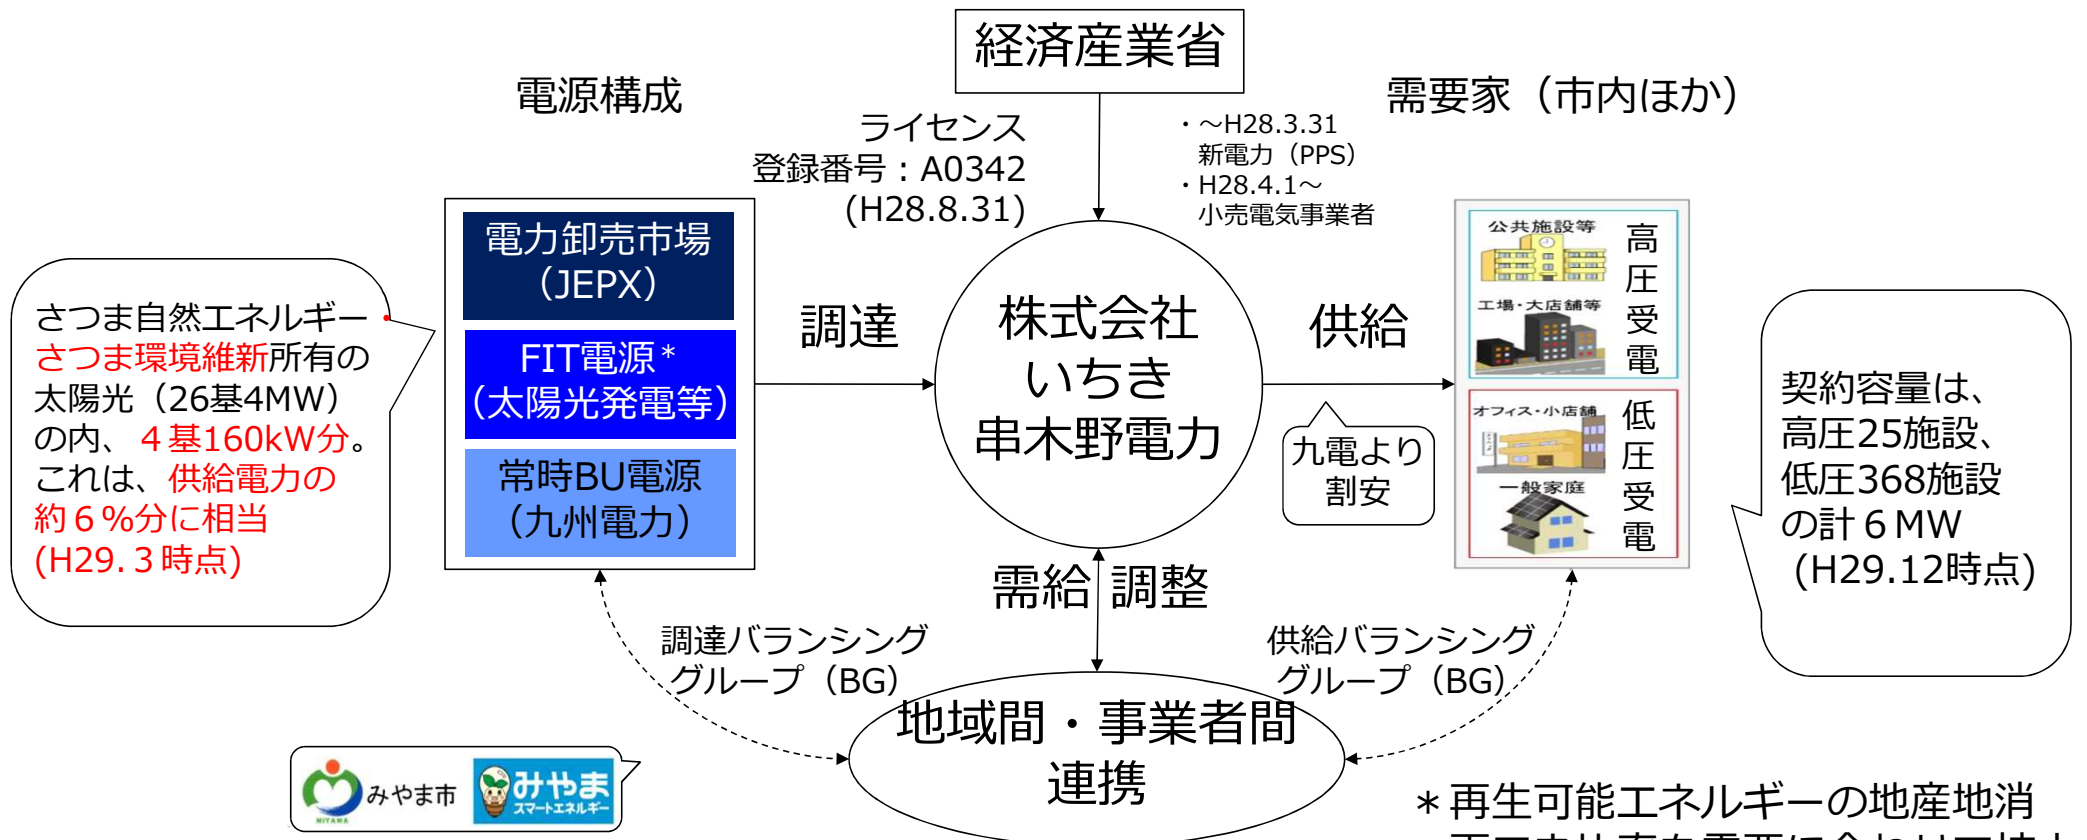 経済産業省
電源構成
需要家（市内ほか）
ライセンス
登録番号：A0342
(H28.8.31)
・～H28.3.31
新電力（PPS）
・H28.4.1～
小売電気事業者
電力卸売市場
（JEPX）
FIT電源*
（太陽光発電等）
常時BU電源
（九州電力）
さつま自然エネルギー・
さつま環境維新所有の
太陽光（26基4MW）
の内、４基160kW分。
これは、供給電力の
約６％分に相当
(H29.３時点)
調達
株式会社
いちき
串木野電力
供給
九電より
割安
公共施設等
工場・大店舗等
高圧受電
オフィス・小店舗
一般家庭
低圧受電
契約容量は、
高圧25施設、
低圧368施設
の計６MW
(H29.12時点)
需給調整
調達バランシング
グループ（BG）
供給バランシング
グループ（BG）
地域間・事業者間
連携
MIYAMA
みやま市
みやま
スマートエネルギー
＊再生可能エネルギーの地産地消